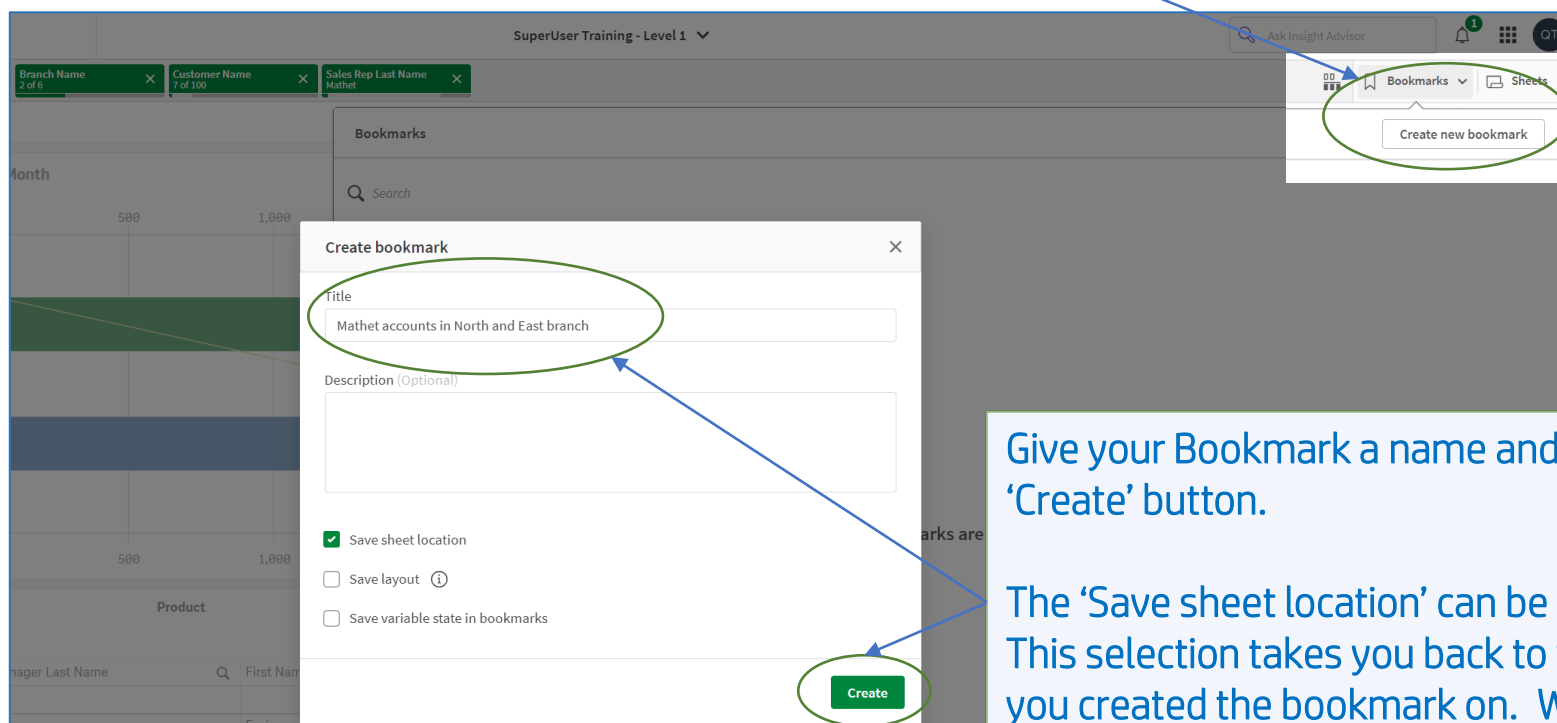 SuperUser Training - Level 1
Ask Insight Advisor
1
QT
Branch Name
2 of 6
Customer Name
7 of 100
Sales Rep Last Name
Mathet
Bookmarks
Sheets
Create new bookmark
Bookmarks
Month
Search
500
1,000
Create bookmark
Title
Mathet accounts in North and East branch
Description (Optional)
Give your Bookmark a name and
‘Create’ button.
arks are
Save sheet location
500
1,000
Save layout
The ‘Save sheet location’ can be
Product
Save variable state in bookmarks
This selection takes you back to
nager Last Name
First Nam
Create
you created the bookmark on. W